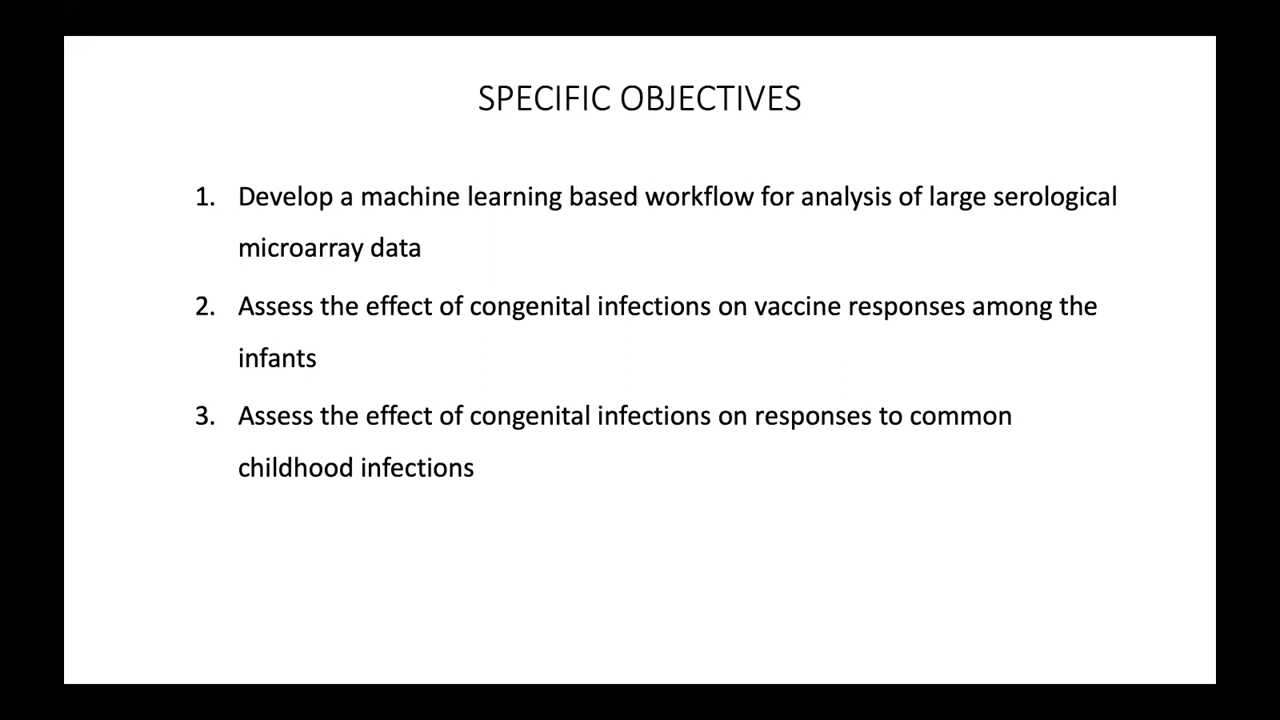 SPECIFIC OBJECTIVES
1. Develop a machine learning based workflow for analysis of large serological
microarray data
2. Assess the effect of congenital infections on vaccine responses among the
infants
3. Assess the effect of congenital infections on responses to common
childhood infections